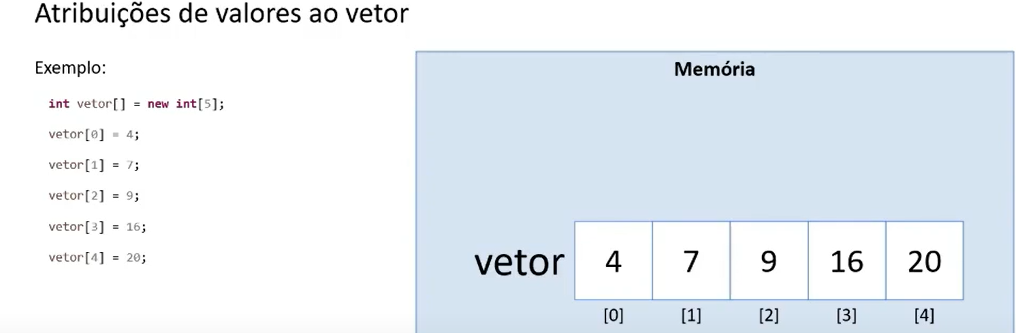 Atribuições de valores ao vetor
Exemplo:
int vetor[] = new int[5];
vetor[0] = 4;
vetor[1] = 7;
vetor[2] = 9;
vetor[3] = 16;
vetor[4] = 20;
Memória
vetor 4 7 9 16 20
[0] [1] [2] [3] [4]